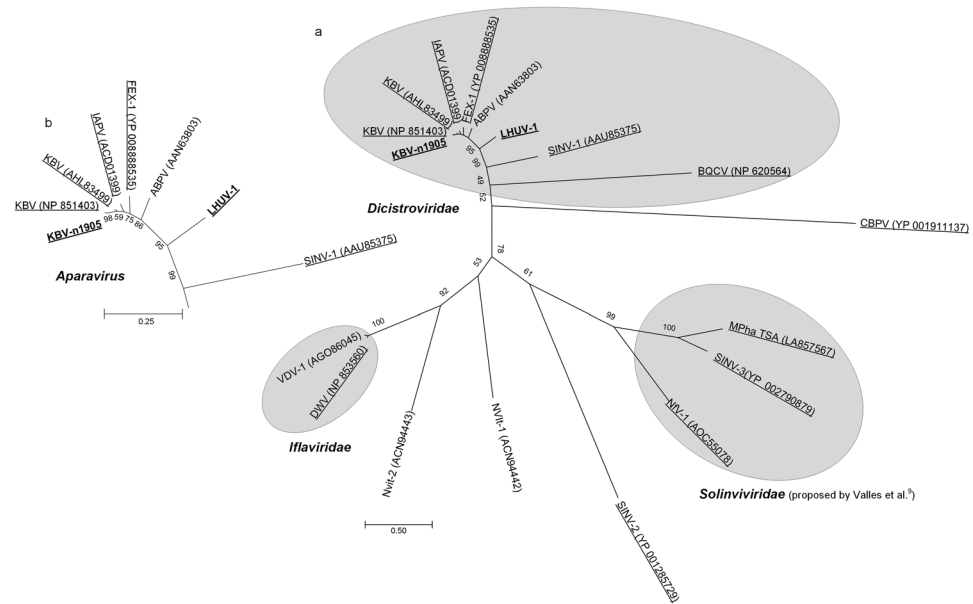 a
IAPV (ACD01399)
FEX-1 (YP 008888535)
KBV (AHL83499)
ABPV (AAN63803)
KBV (NP 851403)
KBV-n1905
LHUV-1
SINV-1 (AAU85375)
BQCV (NP 620564)
95
99
49
52
Dicistroviridae
CBPV (YP 001911137)
78
b
FEX-1 (YP 008888535)
IAPV (ACD01399)
KBV (AHL83499)
ABPV (AAN63803)
KBV (NP 851403)
KBV-n1905
LHUV-1
98
59
75
86
95
99
SINV-1 (AAU85375)
Aparavirus
0.25
53
61
92
100
99
100
VDV-1 (AGO86045)
DWV (NP 853560)
Iflaviridae
MPha TSA (LA857567)
SINV-3(YP_002790879)
NfV-1 (AOC55078)
Solinviviridae (proposed by Valles et al.9)
Nvit-2 (ACN94443)
NVIt-1 (ACN94442)
SINV-2 (YP 001285729)
0.50